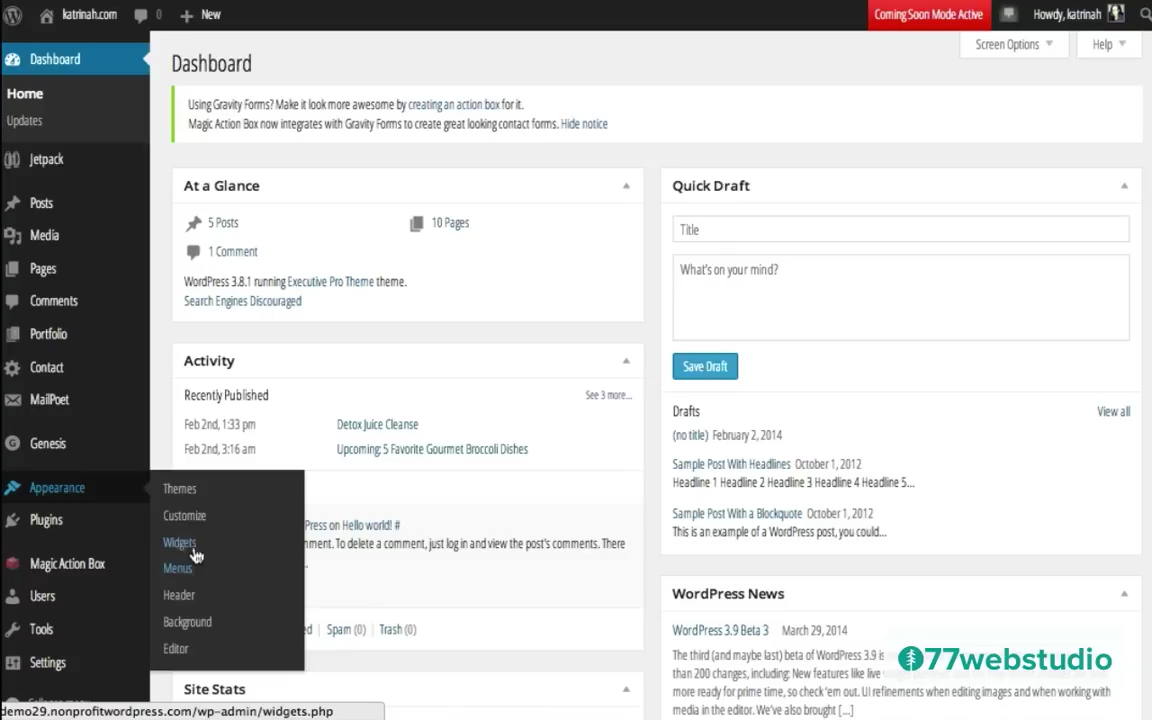 katrinah.com
0
New
Coming Soon Mode Active
Howdy, katrinah
Dashboard
Home
Updates
Jetpack
Posts
Media
Pages
Comments
Portfolio
Contact
MailPoet
Genesis
Appearance
Plugins
Magic Action Box
Users
Tools
Settings
Themes
Customize
Widgets
Menus
Header
Background
Editor
Screen Options
Help
Dashboard
Using Gravity Forms? Make it look more awesome by creating an action box for it.
Magic Action Box now integrates with Gravity Forms to create great looking contact forms. Hide notice
At a Glance
5 Posts
10 Pages
1 Comment
WordPress 3.8.1 running Executive Pro Theme theme.
Search Engines Discouraged
Activity
Recently Published
See 3 more...
Feb 2nd, 1:33 pm Detox Juice Cleanse
Feb 2nd, 3:16 am Upcoming: 5 Favorite Gourmet Broccoli Dishes
Press on Hello world! #
mment. To delete a comment, just log in and view the post's comments. There
Spam (0) | Trash (0)
Site Stats
Quick Draft
Title
What's on your mind?
Save Draft
Drafts
View all
(no title) February 2, 2014
Sample Post With Headlines October 1, 2012
Headline 1 Headline 2 Headline 3 Headline 4 Headline 5...
Sample Post With a Blockquote October 1, 2012
This is an example of a WordPress post, you could...
WordPress News
WordPress 3.9 Beta 3 March 29, 2014
The third (and maybe last) beta of WordPress 3.9 is
than 200 changes, including: New features like live
more ready for prime time, so check 'em out. UI refinements when editing images and when working with
media in the editor. We've also brought [...]
77webstudio
demo29.nonprofitwordpress.com/wp-admin/widgets.php